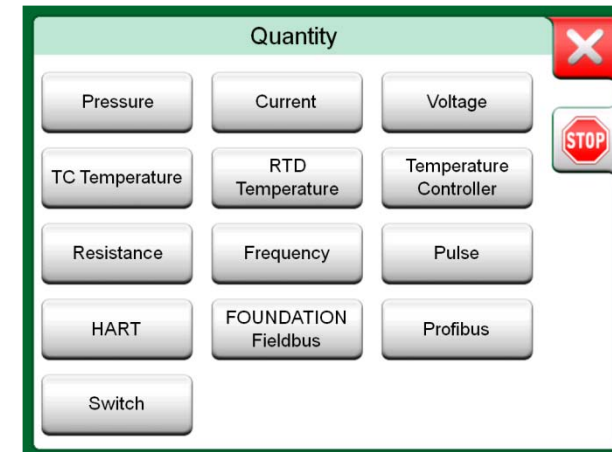 Quantity
Pressure
Current
Voltage
STOP
TC Temperature
RTD
Temperature
Temperature
Controller
Resistance
Frequency
Pulse
HART
FOUNDATION
Fieldbus
Profibus
Switch